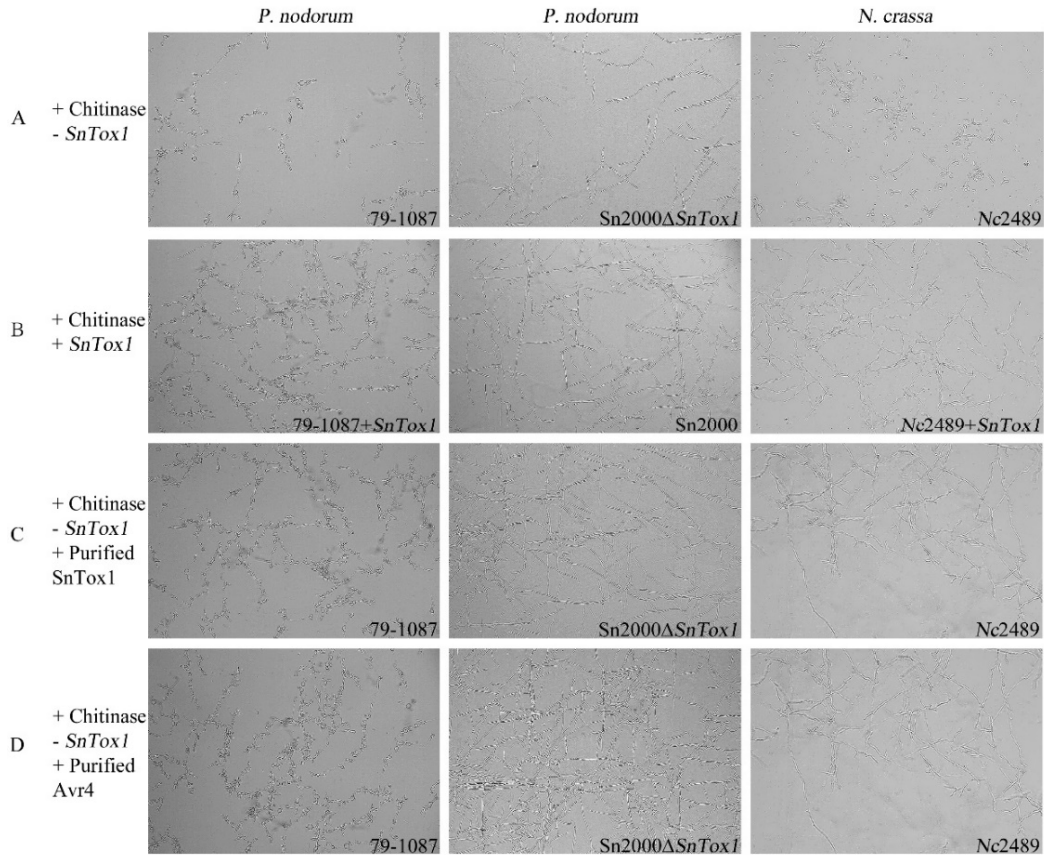 P. nodorum
P. nodorum
N. crassa
A
+ Chitinase
- SnTox1
79-1087
Sn2000ΔSnTox1
Nc2489
B
+ Chitinase
+ SnTox1
79-1087+SnTox1
Sn2000
Nc2489+SnTox1
C
+ Chitinase
- SnTox1
+ Purified
SnTox1
79-1087
Sn2000ΔSnTox1
Nc2489
D
+ Chitinase
- SnTox1
+ Purified
Avr4
79-1087
Sn2000ΔSnTox1
Nc2489